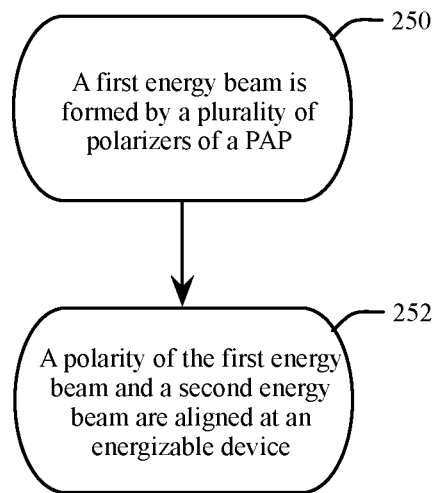 250
A first energy beam is
formed by a plurality of
polarizers of a PAP
252
A polarity of the first energy
beam and a second energy
beam are aligned at an
energizable device